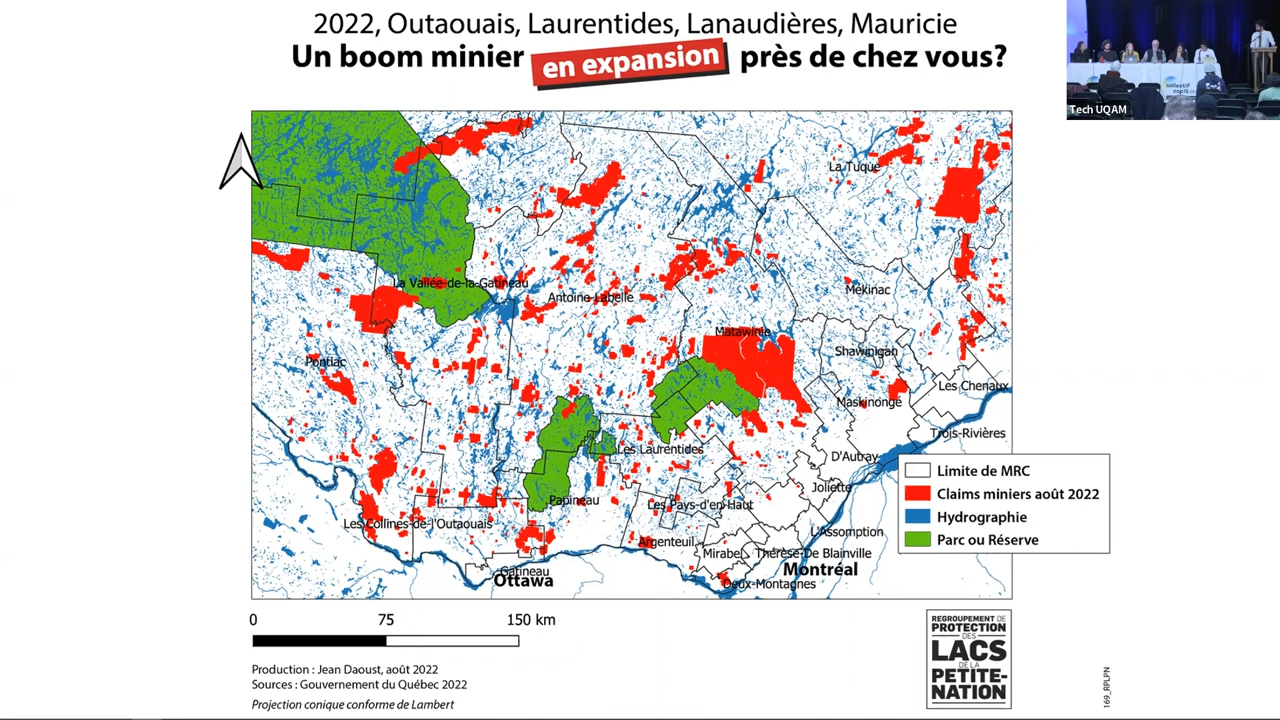 2022, Outaouais, Laurentides, Lanaudières, Mauricie
Un boom minier en expansion près de chez vous?
collectif
cop15.org
Tech UQAM
La Tuque
La Vallée-de-la-Gatineau
Antoine-Labelle
Mékinac
Matawinie
Shawinigan
Pontiac
Les Chenaux
Maskinongé
Trois-Rivières
Les Laurentides
D'Autray
Joliette
Papineau
Les Pays-d'en-Haut
Les Collines-de-l'Outaouais
L'Assomption
Argenteuil
Mirabel
Thérèse-De Blainville
Montréal
Gatineau
Ottawa
Deux-Montagnes
Limite de MRC
Claims miniers août 2022
Hydrographie
Parc ou Réserve
0 75 150 km
Production : Jean Daoust, août 2022
Sources : Gouvernement du Québec 2022
Projection conique conforme de Lambert
REGROUPEMENT DE
PROTECTION
DES
LACS
DE LA
PETITE-
NATION
169_RPLPN